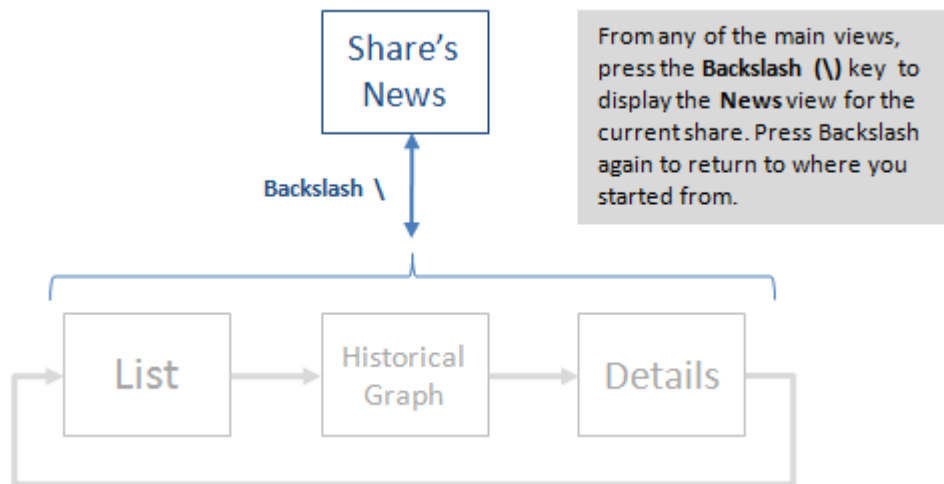 Share's
News
From any of the main views,
press the Backslash (\) key to
display the News view for the
current share. Press Backslash
again to return to where you
started from.
Backslash \
List
Historical
Graph
Details